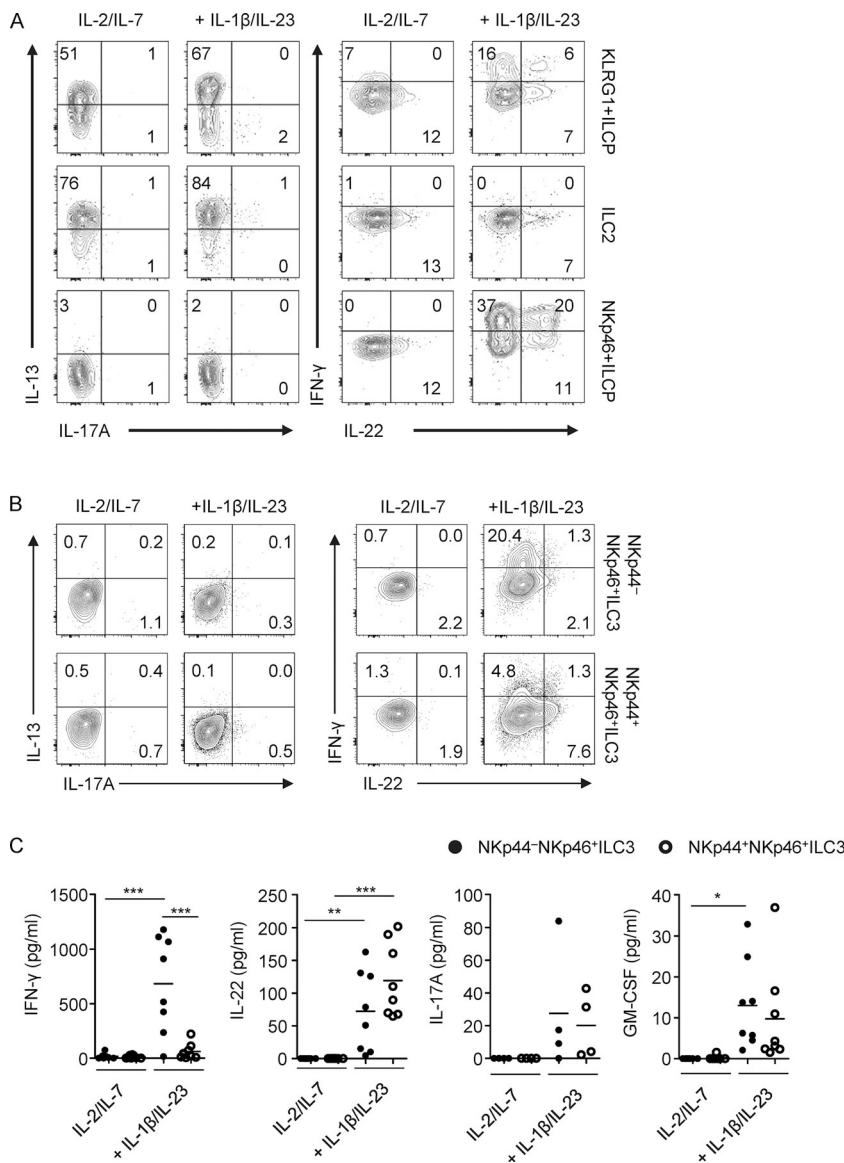 A
IL-2/IL-7
+ IL-1β/IL-23
IL-2/IL-7
+ IL-1β/IL-23
51 1
67 0
7 0
16 6
1
2
12
7
KLRG1+ILCP
76 1
84 1
1 0
0 0
1
0
13
7
ILC2
3 0
2 0
0 0
37 20
1
0
12
11
NKp46+ILCP
IL-13
IFN-γ
IL-17A
IL-22
B
IL-2/IL-7
+IL-1β/IL-23
IL-2/IL-7
+IL-1β/IL-23
0.7 0.2
0.2 0.1
0.7 0.0
20.4 1.3
1.1
0.3
2.2
2.1
NKp44⁻
NKp46⁺ILC3
0.5 0.4
0.1 0.0
1.3 0.1
4.8 1.3
0.7
0.5
1.9
7.6
NKp44⁺
NKp46⁺ILC3
IL-13
IFN-γ
IL-17A
IL-22
C
NKp44⁻NKp46⁺ILC3
NKp44⁺NKp46⁺ILC3
IFN-γ (pg/ml)
1500
1000
500
0
***
***
IL-2/IL-7
+ IL-1β/IL-23
IL-22 (pg/ml)
250
200
150
100
50
0
***
**
IL-2/IL-7
+ IL-1β/IL-23
IL-17A (pg/ml)
100
80
60
40
20
0
IL-2/IL-7
+ IL-1β/IL-23
GM-CSF (pg/ml)
40
30
20
10
0
*
IL-2/IL-7
+ IL-1β/IL-23